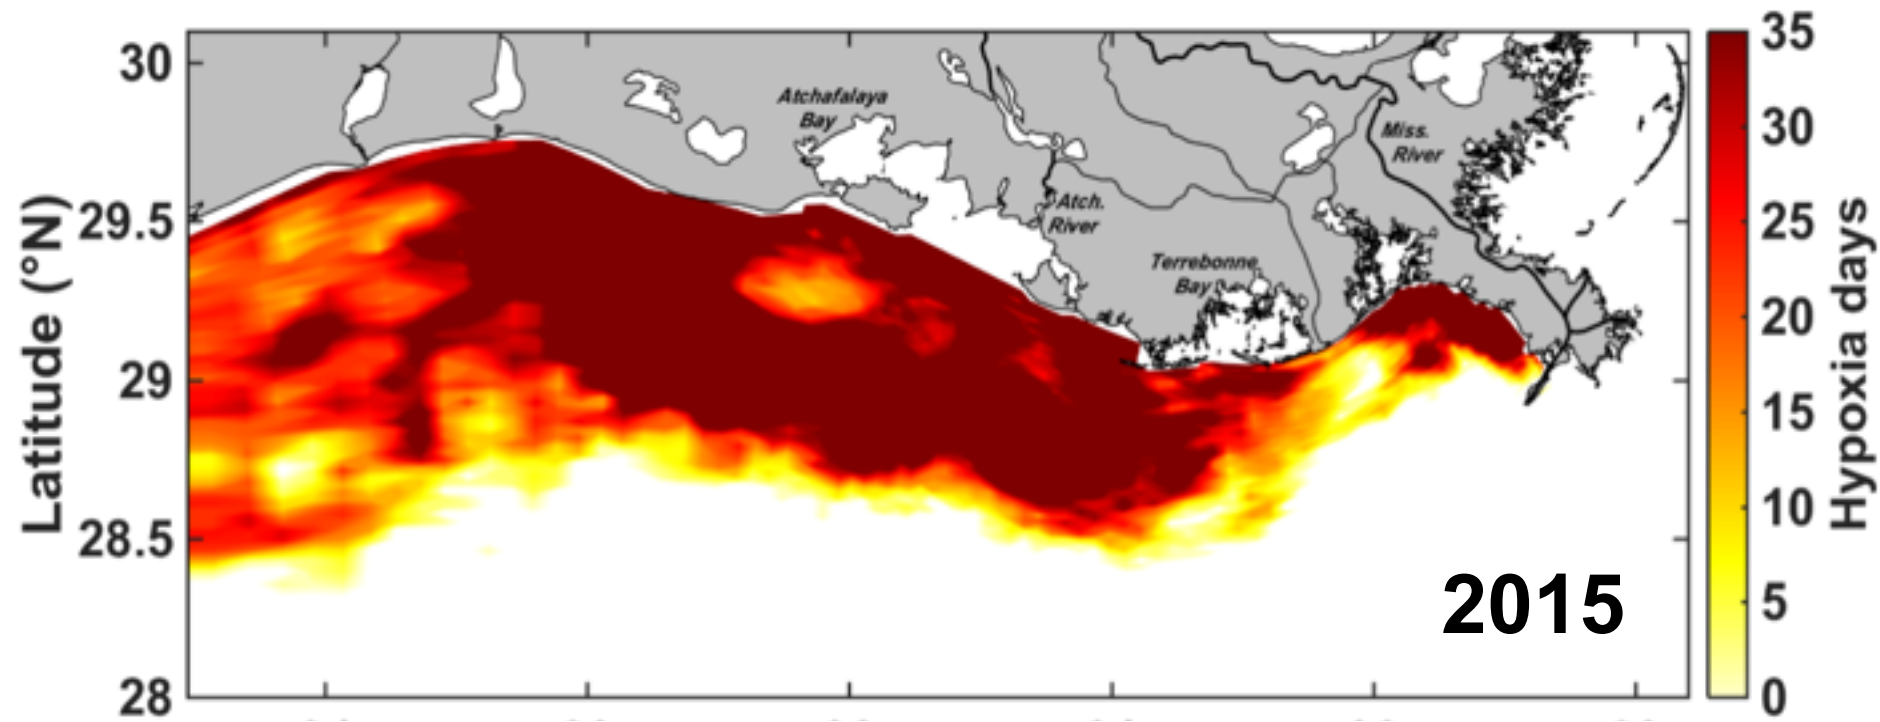 30
29.5
29
28.5
28
Latitude (°N)
Atchafalaya
Bay
Atch.
River
Terrebonne
Bay
Miss.
River
2015
35
30
25
20
15
10
5
0
Hypoxia days